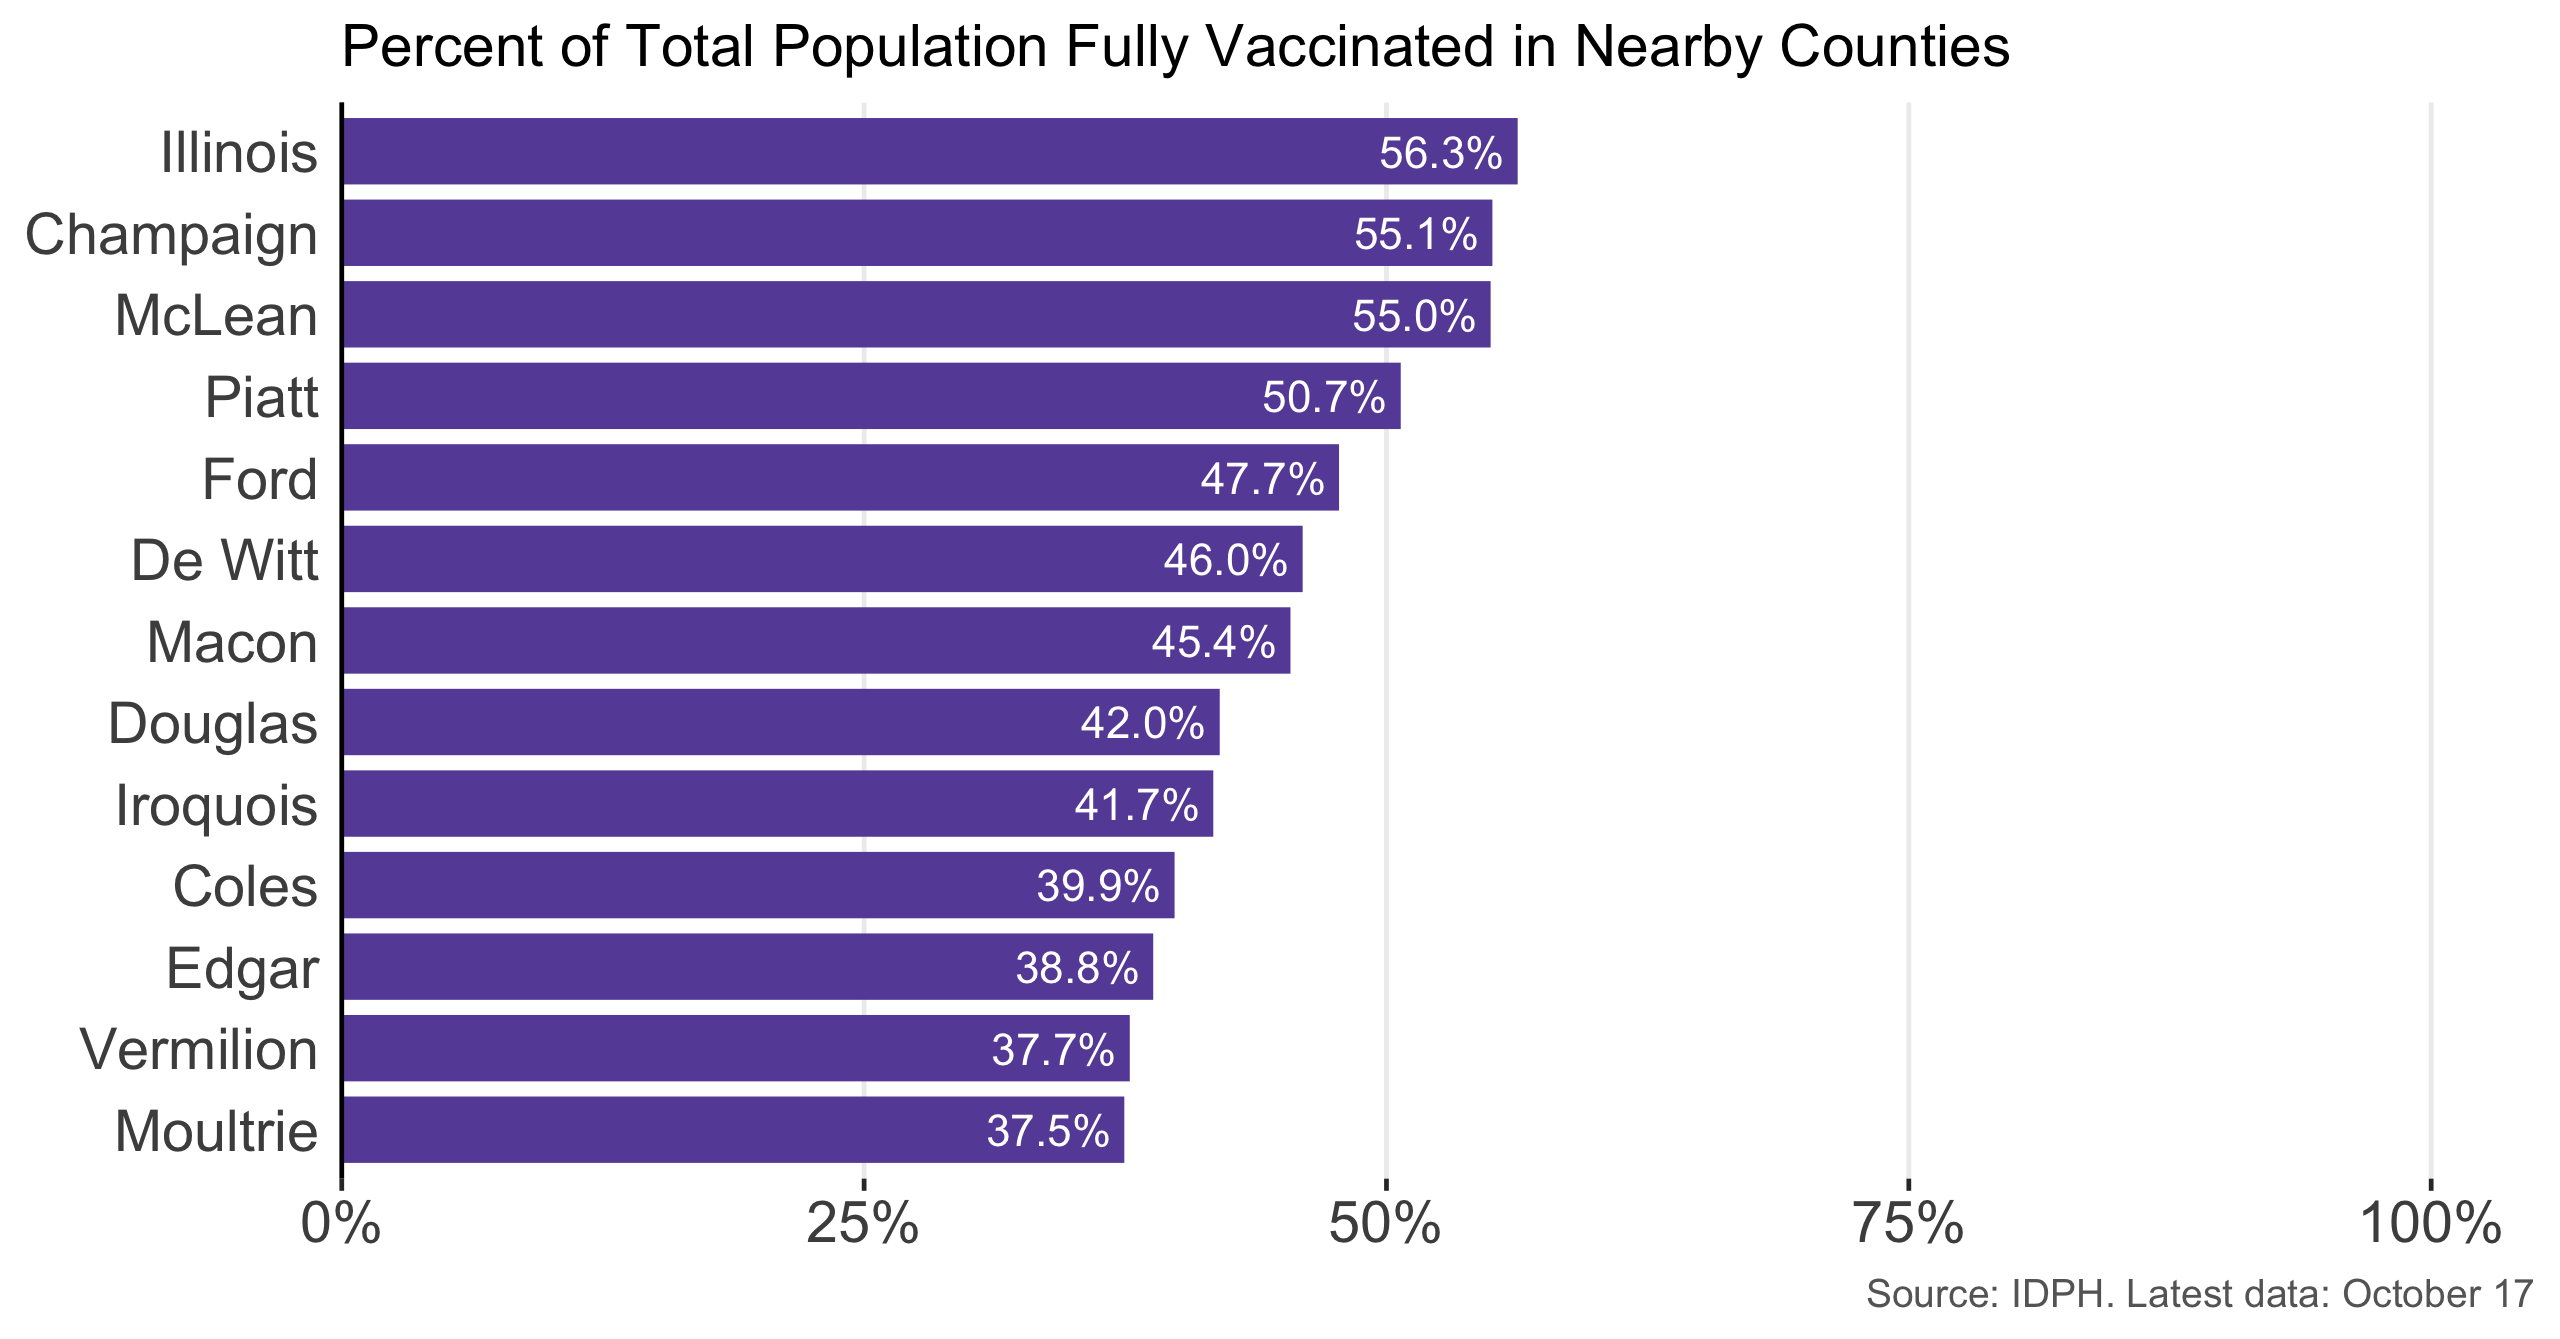 Percent of Total Population Fully Vaccinated in Nearby Counties
Illinois 56.3%
Champaign 55.1%
McLean 55.0%
Piatt 50.7%
Ford 47.7%
De Witt 46.0%
Macon 45.4%
Douglas 42.0%
Iroquois 41.7%
Coles 39.9%
Edgar 38.8%
Vermilion 37.7%
Moultrie 37.5%
0% 25% 50% 75% 100%
Source: IDPH. Latest data: October 17